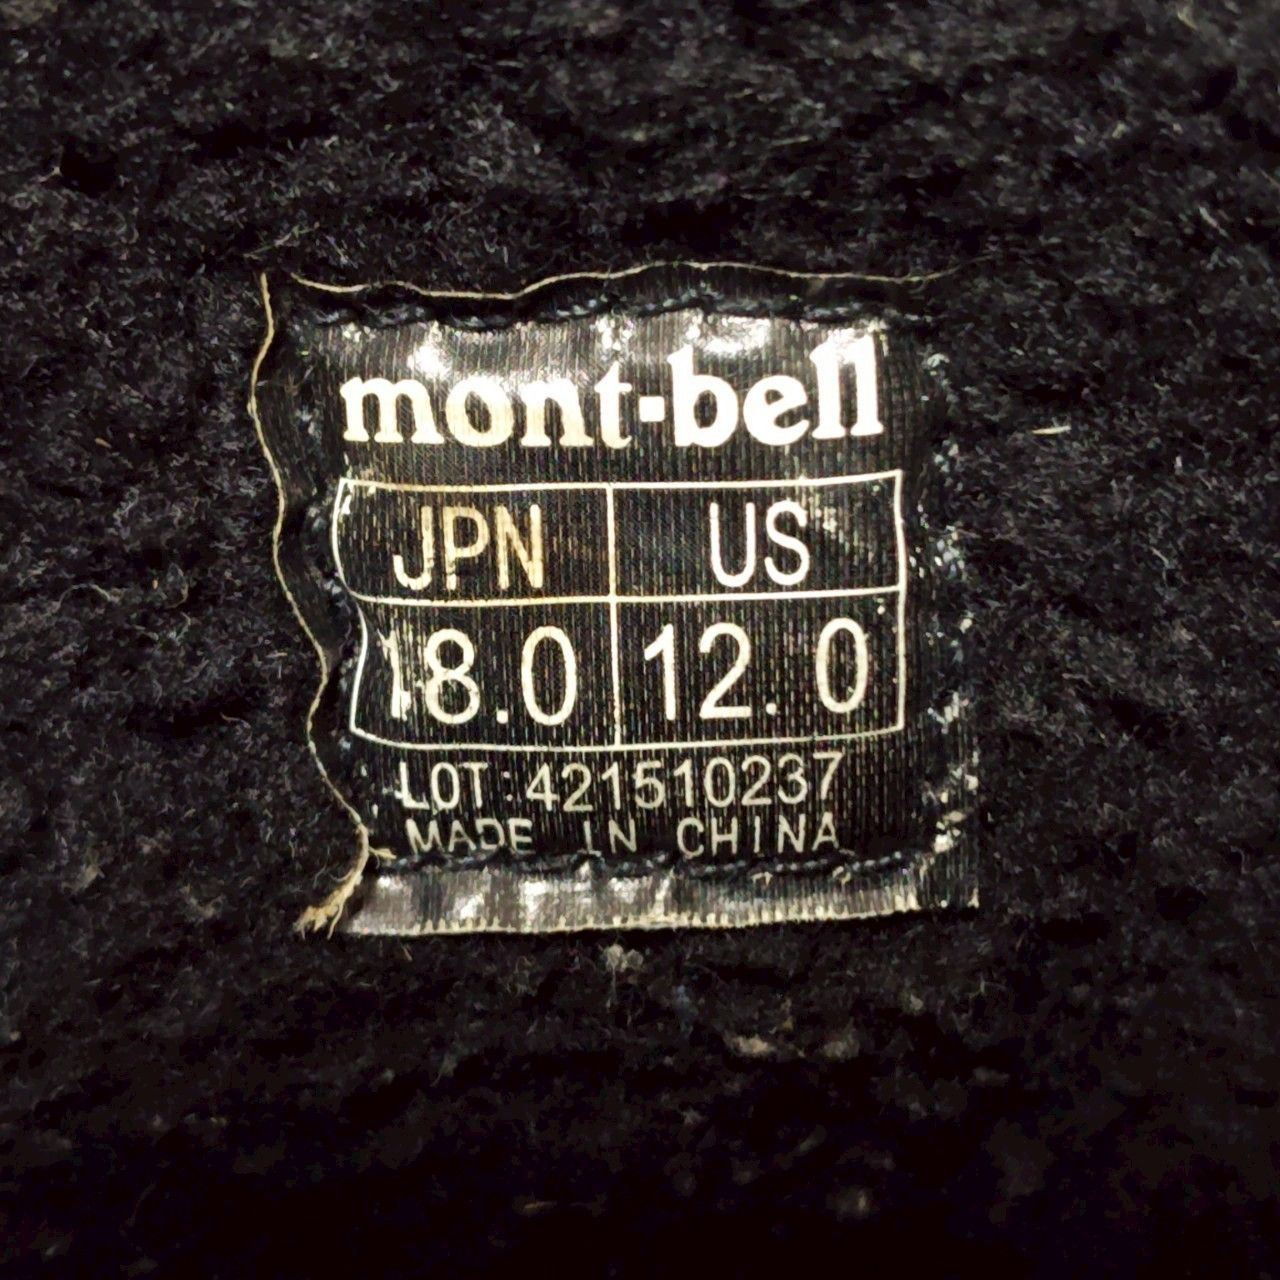 mont-bell
JPN US
18.0 12.0
LOT:421510237
MADE IN CHINA